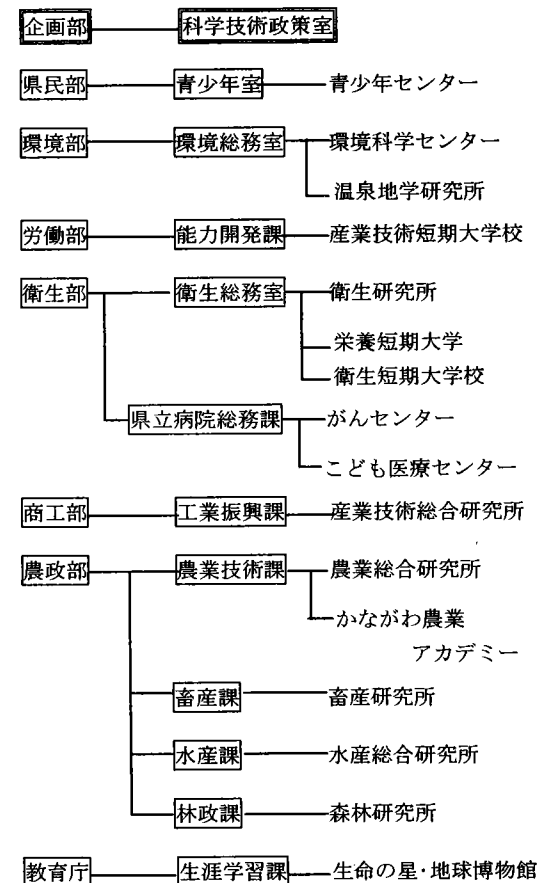 企画部 科学技術政策室
県民部 青少年室 青少年センター
環境部 環境総務室 環境科学センター
温泉地学研究所
労働部 能力開発課 産業技術短期大学校
衛生部 衛生総務室 衛生研究所
栄養短期大学
衛生短期大学校
県立病院総務課 がんセンター
こども医療センター
商工部 工業振興課 産業技術総合研究所
農政部 農業技術課 農業総合研究所
かながわ農業
アカデミー
畜産課 畜産研究所
水産課 水産総合研究所
林政課 森林研究所
教育庁 生涯学習課 生命の星・地球博物館